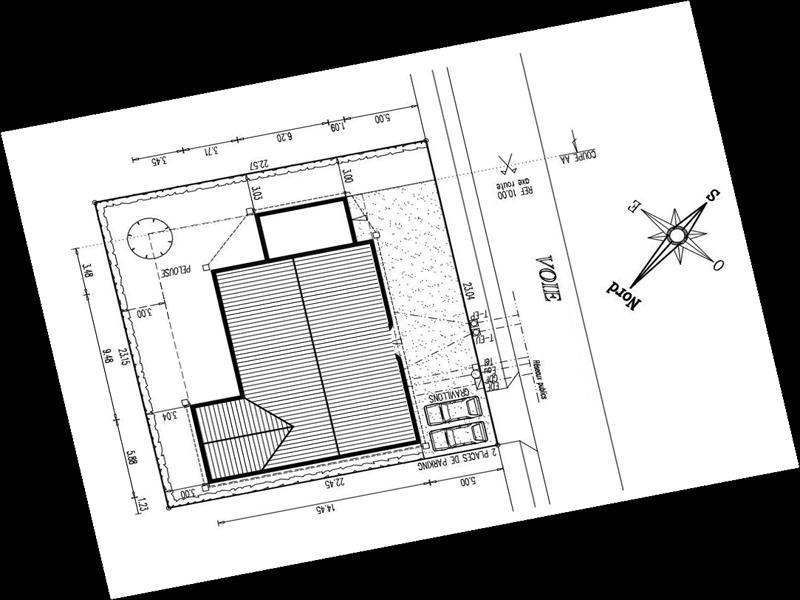 5.00
1.09
6.20
3.71
3.45
22.57
3.00
3.03
COUPE AA
REF 10.00
axe route
S
E
O
Nord
VOIE
PELOUSE
3.48
3.00
23.04
T-EP
T-EU
9.48
23.15
Réseaux publics
Tél
Eau
GDF
EDF
GRAVILLONS
3.04
5.88
2 PLACES DE PARKING
3.00
22.45
5.00
1.23
14.45